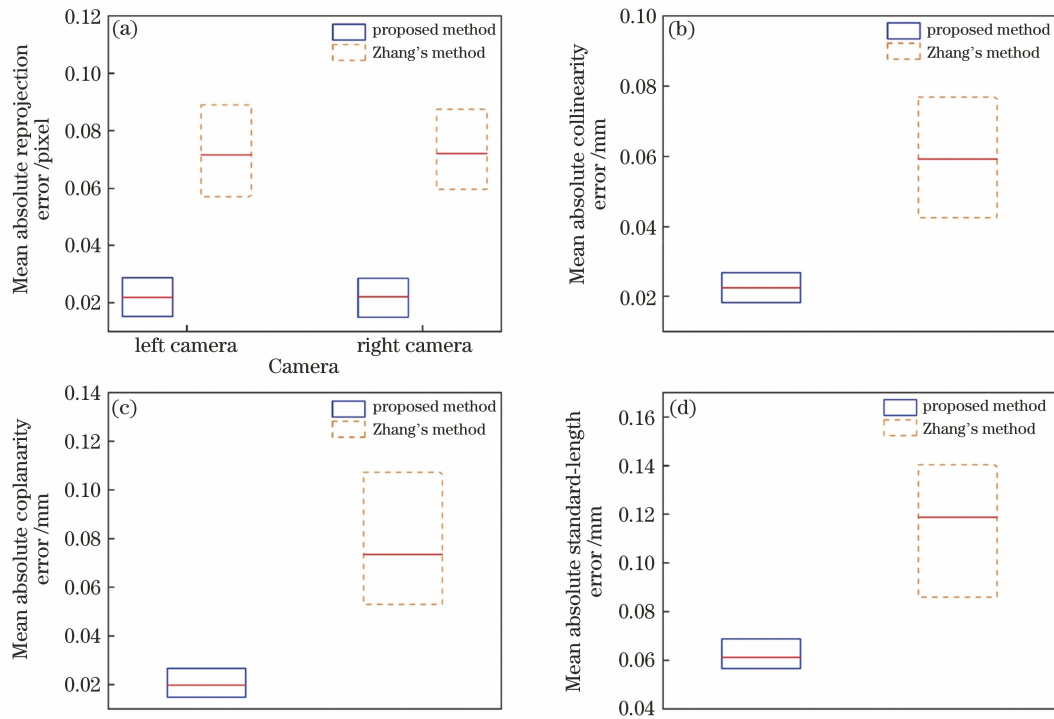 (a)
proposed method
Zhang's method
0.12
0.10
0.08
0.06
0.04
0.02
Mean absolute reprojection
error /pixel
left camera
right camera
Camera
(b)
proposed method
Zhang's method
0.10
0.08
0.06
0.04
0.02
Mean absolute collinearity
error /mm
(c)
proposed method
Zhang's method
0.14
0.12
0.10
0.08
0.06
0.04
0.02
Mean absolute coplanarity
error /mm
(d)
proposed method
Zhang's method
0.16
0.14
0.12
0.10
0.08
0.06
0.04
Mean absolute standard-length
error /mm